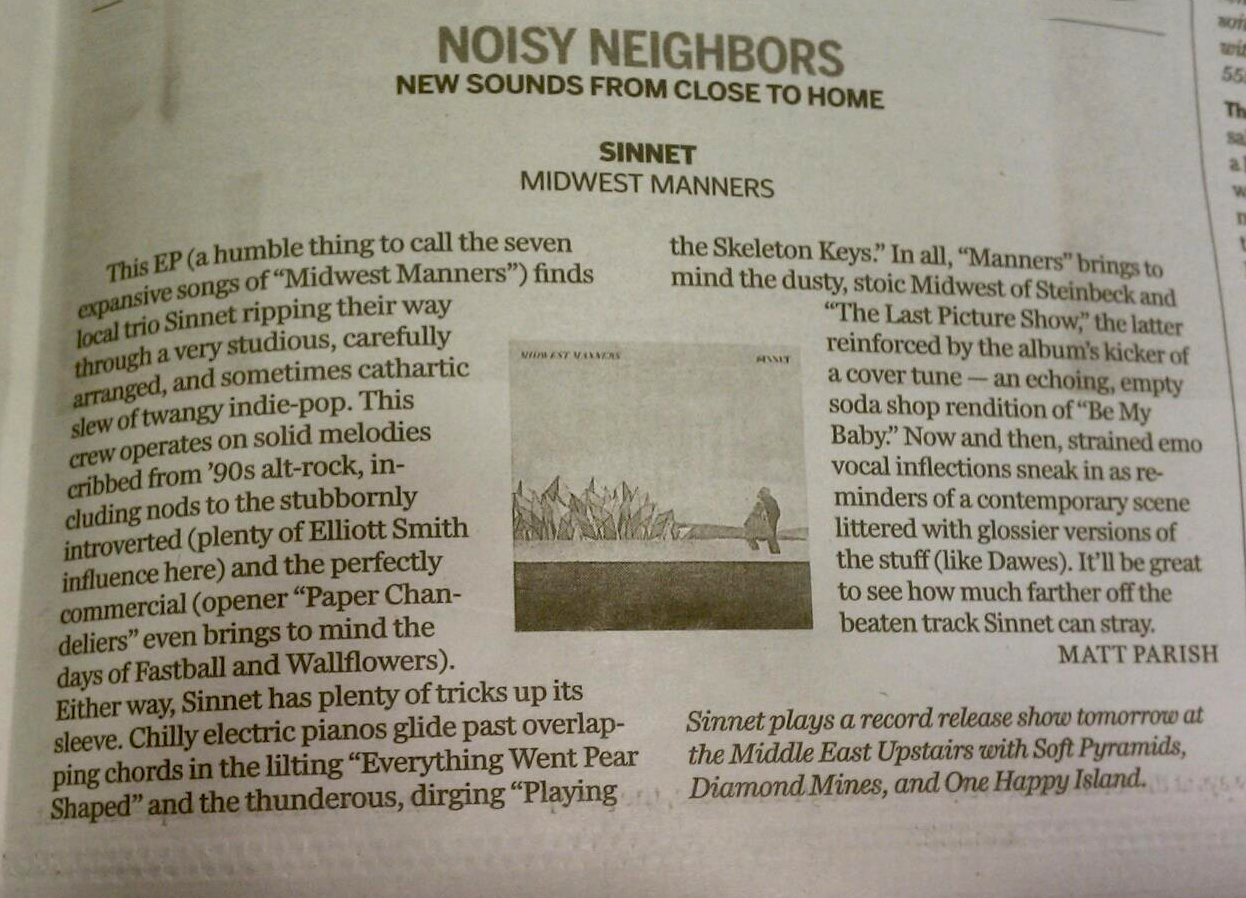 NOISY NEIGHBORS
NEW SOUNDS FROM CLOSE TO HOME
SINNET
MIDWEST MANNERS
This EP (a humble thing to call the seven
expansive songs of “Midwest Manners”) finds
local trio Sinnet ripping their way
through a very studious, carefully
arranged, and sometimes cathartic
slew of twangy indie-pop. This
crew operates on solid melodies
cribbed from ’90s alt-rock, in-
cluding nods to the stubbornly
introverted (plenty of Elliott Smith
influence here) and the perfectly
commercial (opener “Paper Chan-
deliers” even brings to mind the
days of Fastball and Wallflowers).
Either way, Sinnet has plenty of tricks up its
sleeve. Chilly electric pianos glide past overlap-
ping chords in the lilting “Everything Went Pear
Shaped” and the thunderous, dirging “Playing
MIDWEST MANNERS
SINNET
the Skeleton Keys.” In all, “Manners” brings to
mind the dusty, stoic Midwest of Steinbeck and
“The Last Picture Show,” the latter
reinforced by the album’s kicker of
a cover tune — an echoing, empty
soda shop rendition of “Be My
Baby.” Now and then, strained emo
vocal inflections sneak in as re-
minders of a contemporary scene
littered with glossier versions of
the stuff (like Dawes). It’ll be great
to see how much farther off the
beaten track Sinnet can stray.
MATT PARISH
Sinnet plays a record release show tomorrow at
the Middle East Upstairs with Soft Pyramids,
Diamond Mines, and One Happy Island.